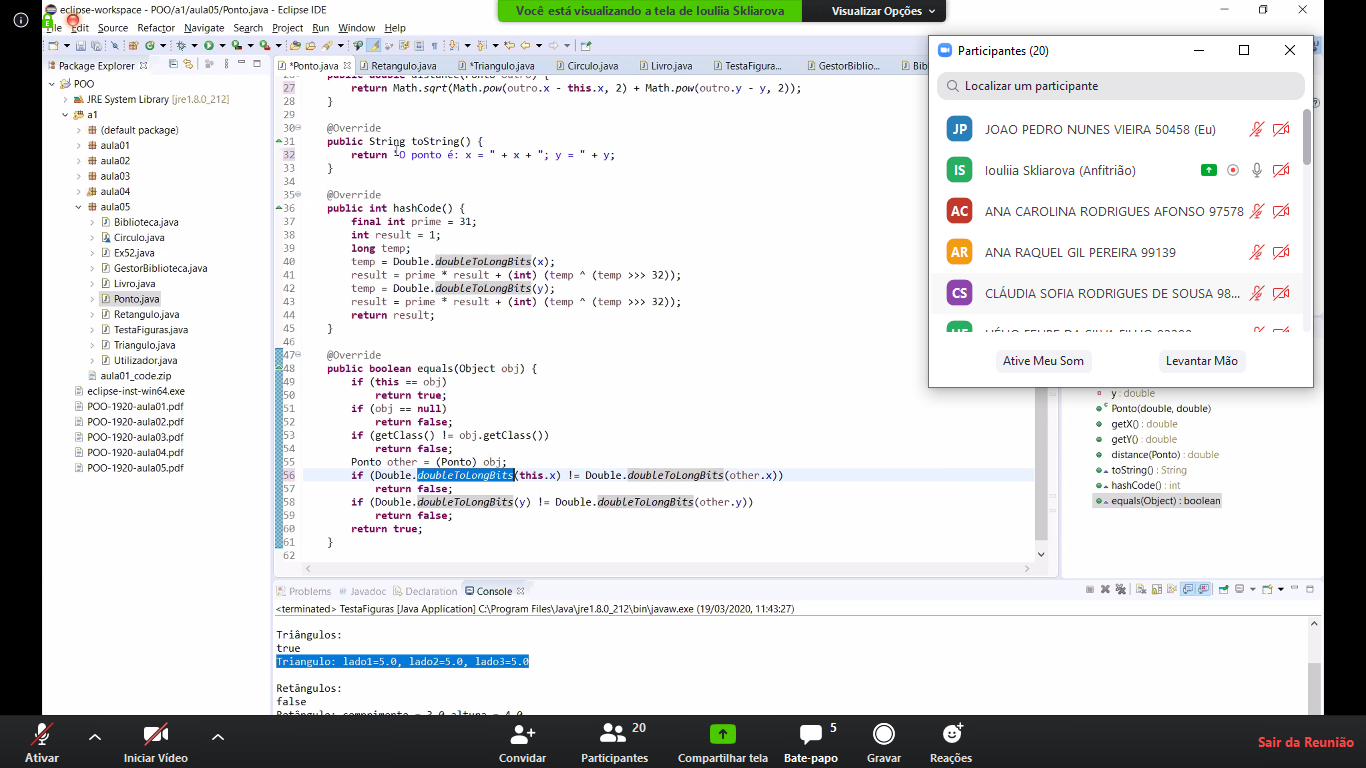 eclipse-workspace - POO/a1/aula05/Ponto.java - Eclipse IDE
Você está visualizando a tela de Iouliia Skliarova
Visualizar Opções
File Edit Source Refactor Navigate Search Project Run Window Help
Package Explorer
POO
JRE System Library [jre1.8.0_212]
a1
(default package)
aula01
aula02
aula03
aula04
aula05
Biblioteca.java
Circulo.java
Ex52.java
GestorBiblioteca.java
Livro.java
Ponto.java
Retangulo.java
TestaFiguras.java
Triangulo.java
Utilizador.java
aula01_code.zip
eclipse-inst-win64.exe
POO-1920-aula01.pdf
POO-1920-aula02.pdf
POO-1920-aula03.pdf
POO-1920-aula04.pdf
POO-1920-aula05.pdf
*Ponto.java Retangulo.java *Triangulo.java Circulo.java Livro.java TestaFigura... GestorBiblio... Bib
26 public double distance(Ponto outro) {
27 return Math.sqrt(Math.pow(outro.x - this.x, 2) + Math.pow(outro.y - y, 2));
28 }
29
30 @Override
31 public String toString() {
32 return "O ponto é: x = " + x + "; y = " + y;
33 }
34
35 @Override
36 public int hashCode() {
37 final int prime = 31;
38 int result = 1;
39 long temp;
40 temp = Double.doubleToLongBits(x);
41 result = prime * result + (int) (temp ^ (temp >>> 32));
42 temp = Double.doubleToLongBits(y);
43 result = prime * result + (int) (temp ^ (temp >>> 32));
44 return result;
45 }
46
47 @Override
48 public boolean equals(Object obj) {
49 if (this == obj)
50 return true;
51 if (obj == null)
52 return false;
53 if (getClass() != obj.getClass())
54 return false;
55 Ponto other = (Ponto) obj;
56 if (Double.doubleToLongBits(this.x) != Double.doubleToLongBits(other.x))
57 return false;
58 if (Double.doubleToLongBits(y) != Double.doubleToLongBits(other.y))
59 return false;
60 return true;
61 }
62
Participantes (20)
Localizar um participante
JP JOAO PEDRO NUNES VIEIRA 50458 (Eu)
IS Iouliia Skliarova (Anfitrião)
AC ANA CAROLINA RODRIGUES AFONSO 97578
AR ANA RAQUEL GIL PEREIRA 99139
CS CLÁUDIA SOFIA RODRIGUES DE SOUSA 98...
Ative Meu Som
Levantar Mão
y : double
Ponto(double, double)
getX() : double
getY() : double
distance(Ponto) : double
toString() : String
hashCode() : int
equals(Object) : boolean
Problems Javadoc Declaration Console
<terminated> TestaFiguras [Java Application] C:\Program Files\Java\jre1.8.0_212\bin\javaw.exe (19/03/2020, 11:43:27)
Triângulos:
true
Triangulo: lado1=5.0, lado2=5.0, lado3=5.0
Retângulos:
false
Retângulo: comprimento = 3.0 altura = 4.0
Ativar
Iniciar Vídeo
Convidar
20
Participantes
Compartilhar tela
5
Bate-papo
Gravar
Reações
Sair da Reunião